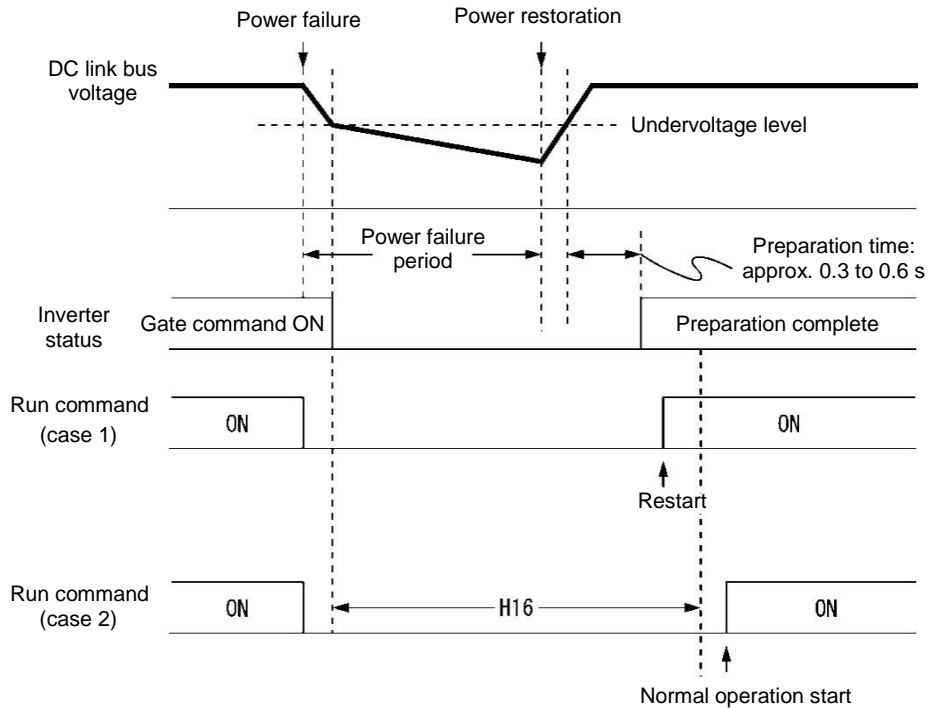 Power failure
Power restoration
DC link bus
voltage
Undervoltage level
Power failure
period
Preparation time:
approx. 0.3 to 0.6 s
Inverter
status
Gate command ON
Preparation complete
Run command
(case 1)
ON
ON
Restart
Run command
(case 2)
ON
H16
ON
Normal operation start